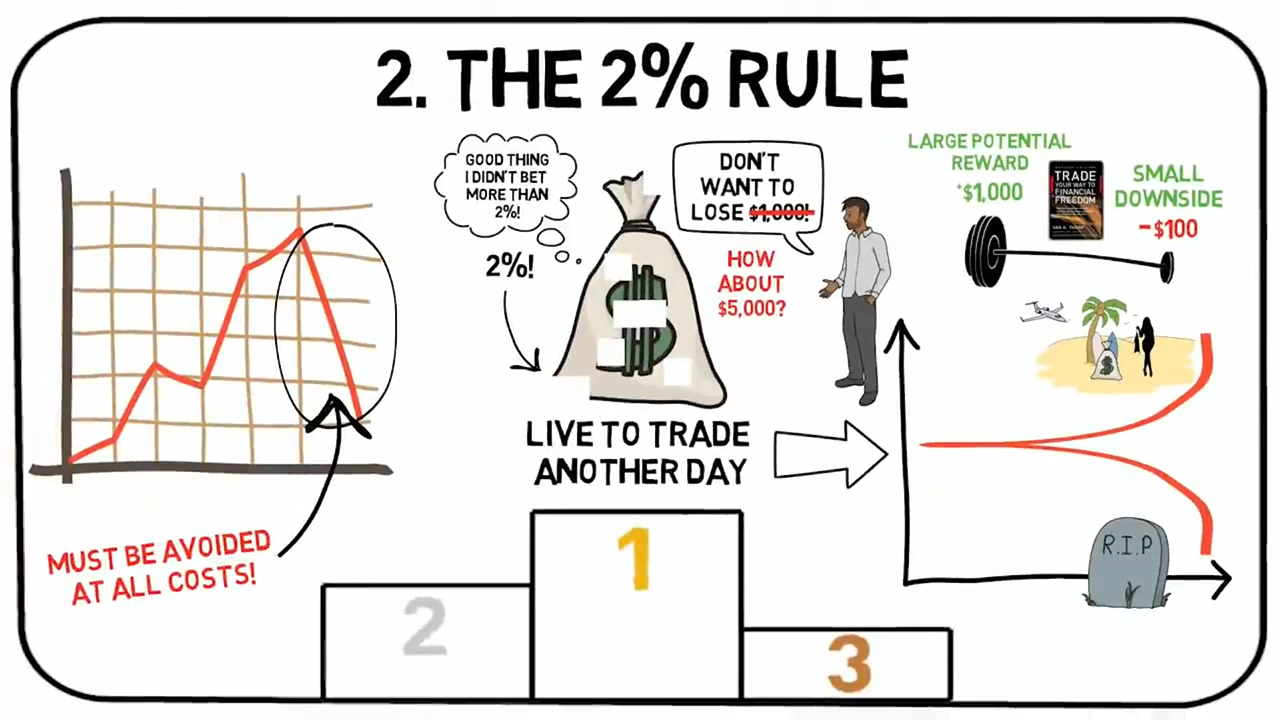 2. THE 2% RULE
GOOD THING
I DIDN'T BET
MORE THAN
2%!
2%!
DON'T
WANT TO
LOSE $1,000!
HOW
ABOUT
$5,000?
LARGE POTENTIAL
REWARD
+$1,000
TRADE
YOUR WAY TO
FINANCIAL
FREEDOM
SMALL
DOWNSIDE
-$100
LIVE TO TRADE
ANOTHER DAY
MUST BE AVOIDED
AT ALL COSTS!
R.I.P
1
2
3